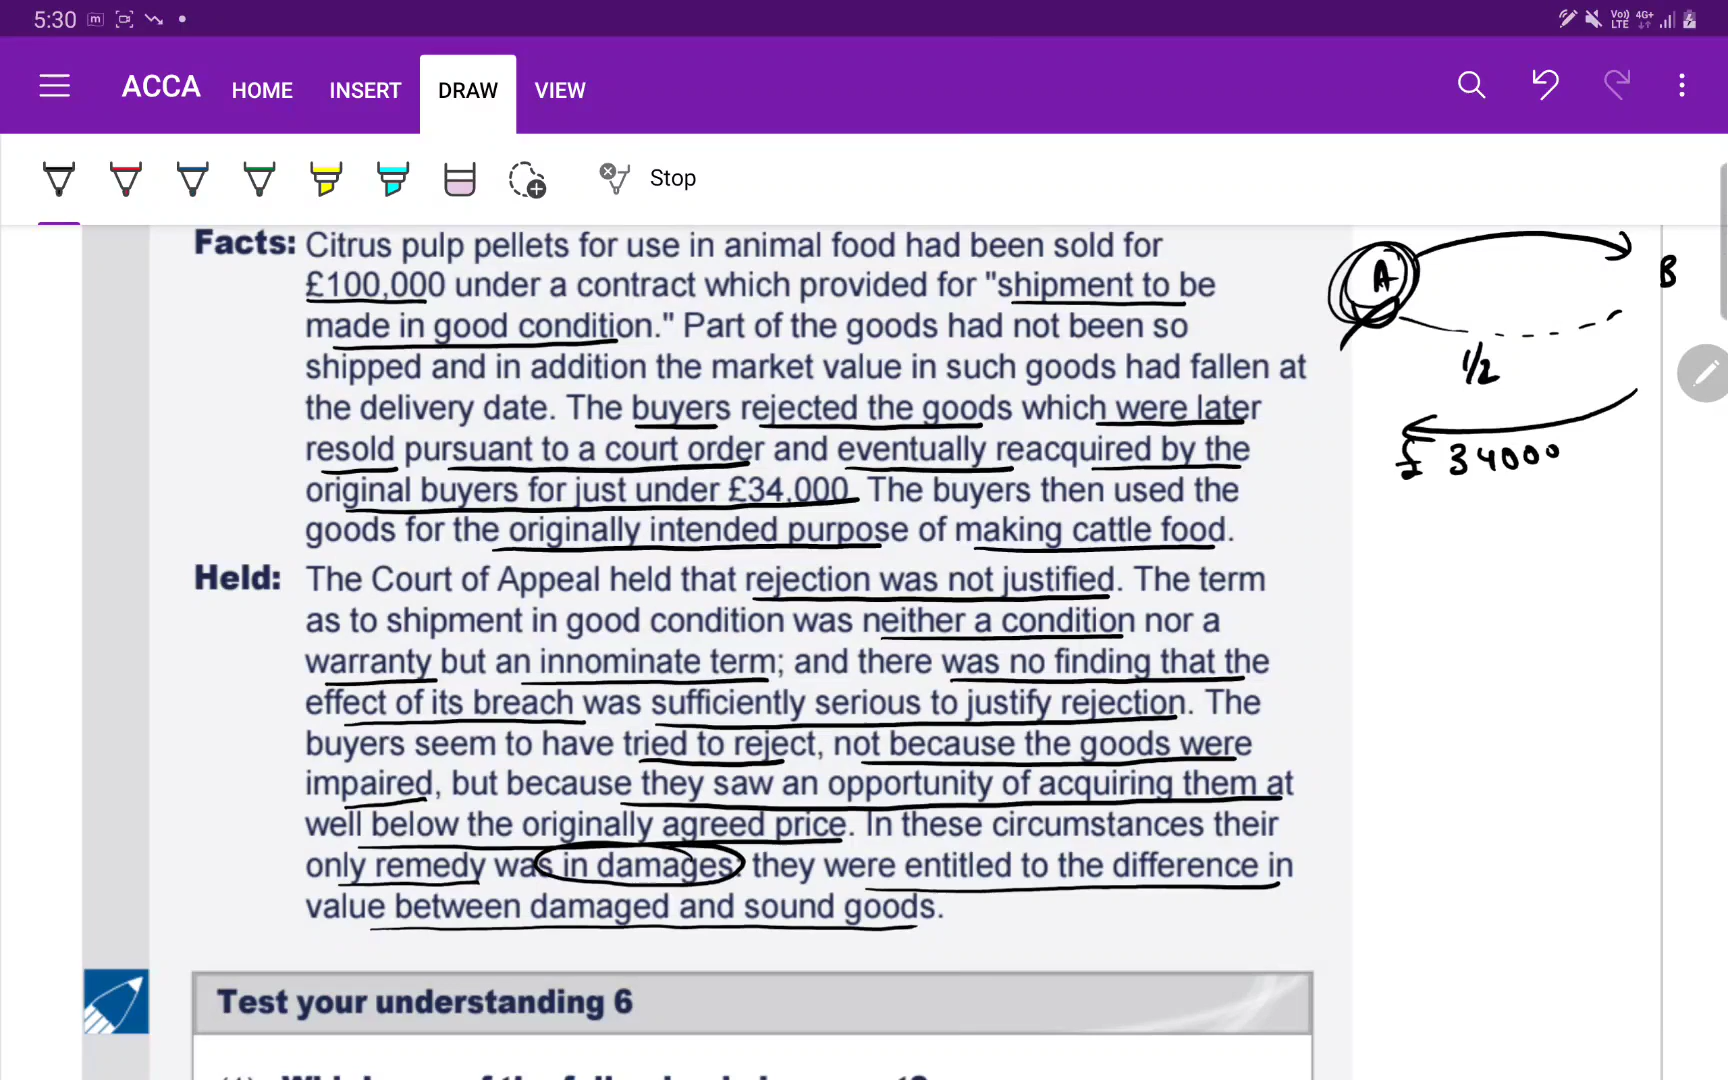 5:30
Vo)) LTE 4G+
ACCA HOME INSERT DRAW VIEW
Stop
Facts: Citrus pulp pellets for use in animal food had been sold for
£100,000 under a contract which provided for "shipment to be
made in good condition." Part of the goods had not been so
shipped and in addition the market value in such goods had fallen at
the delivery date. The buyers rejected the goods which were later
resold pursuant to a court order and eventually reacquired by the
original buyers for just under £34,000. The buyers then used the
goods for the originally intended purpose of making cattle food.
Held: The Court of Appeal held that rejection was not justified. The term
as to shipment in good condition was neither a condition nor a
warranty but an innominate term; and there was no finding that the
effect of its breach was sufficiently serious to justify rejection. The
buyers seem to have tried to reject, not because the goods were
impaired, but because they saw an opportunity of acquiring them at
well below the originally agreed price. In these circumstances their
only remedy was in damages: they were entitled to the difference in
value between damaged and sound goods.
A
B
1/2
£ 34000
Test your understanding 6